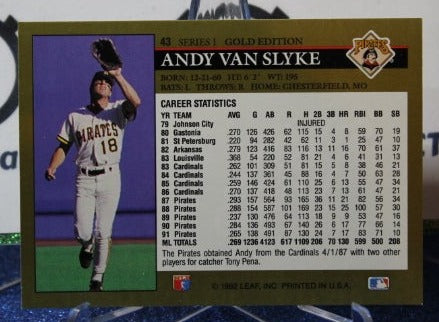 43 SERIES I GOLD EDITION
ANDY VAN SLYKE
BORN: 12-21-60 HT: 6'2" WT: 195
BATS: L THROWS: R HOME: CHESTERFIELD, MO
PIRATES
PIRATES
18
CAREER STATISTICS
YR TEAM AVG G AB R H 2B 3B HR RBI BB SB
79 Johnson City INJURED
80 Gastonia .270 126 426 62 115 15 4 8 59 70 19
81 St Petersburg .220 94 282 42 62 11 3 1 25 47 10
82 Arkansas .279 123 416 83 116 13 11 16 70 61 37
83 Louisville .368 54 220 52 81 21 4 6 41 31 13
83 Cardinals .262 101 309 51 81 15 5 8 38 46 21
84 Cardinals .244 137 361 45 88 16 4 7 50 63 28
85 Cardinals .259 146 424 61 110 25 6 13 55 47 34
86 Cardinals .270 137 418 48 113 23 7 13 61 47 21
87 Pirates .293 157 564 93 165 36 11 21 82 56 34
88 Pirates .288 154 587 101 169 23 15 25 100 57 30
89 Pirates .237 130 476 64 113 18 9 9 53 47 16
90 Pirates .284 136 493 67 140 26 6 17 77 66 14
91 Pirates .265 138 491 87 130 24 7 17 83 71 10
ML TOTALS .269 1236 4123 617 1109 206 70 130 599 500 208
The Pirates obtained Andy from the Cardinals 4/1/87 with two other
players for catcher Tony Pena.
© 1992 LEAF, INC. PRINTED IN U.S.A.